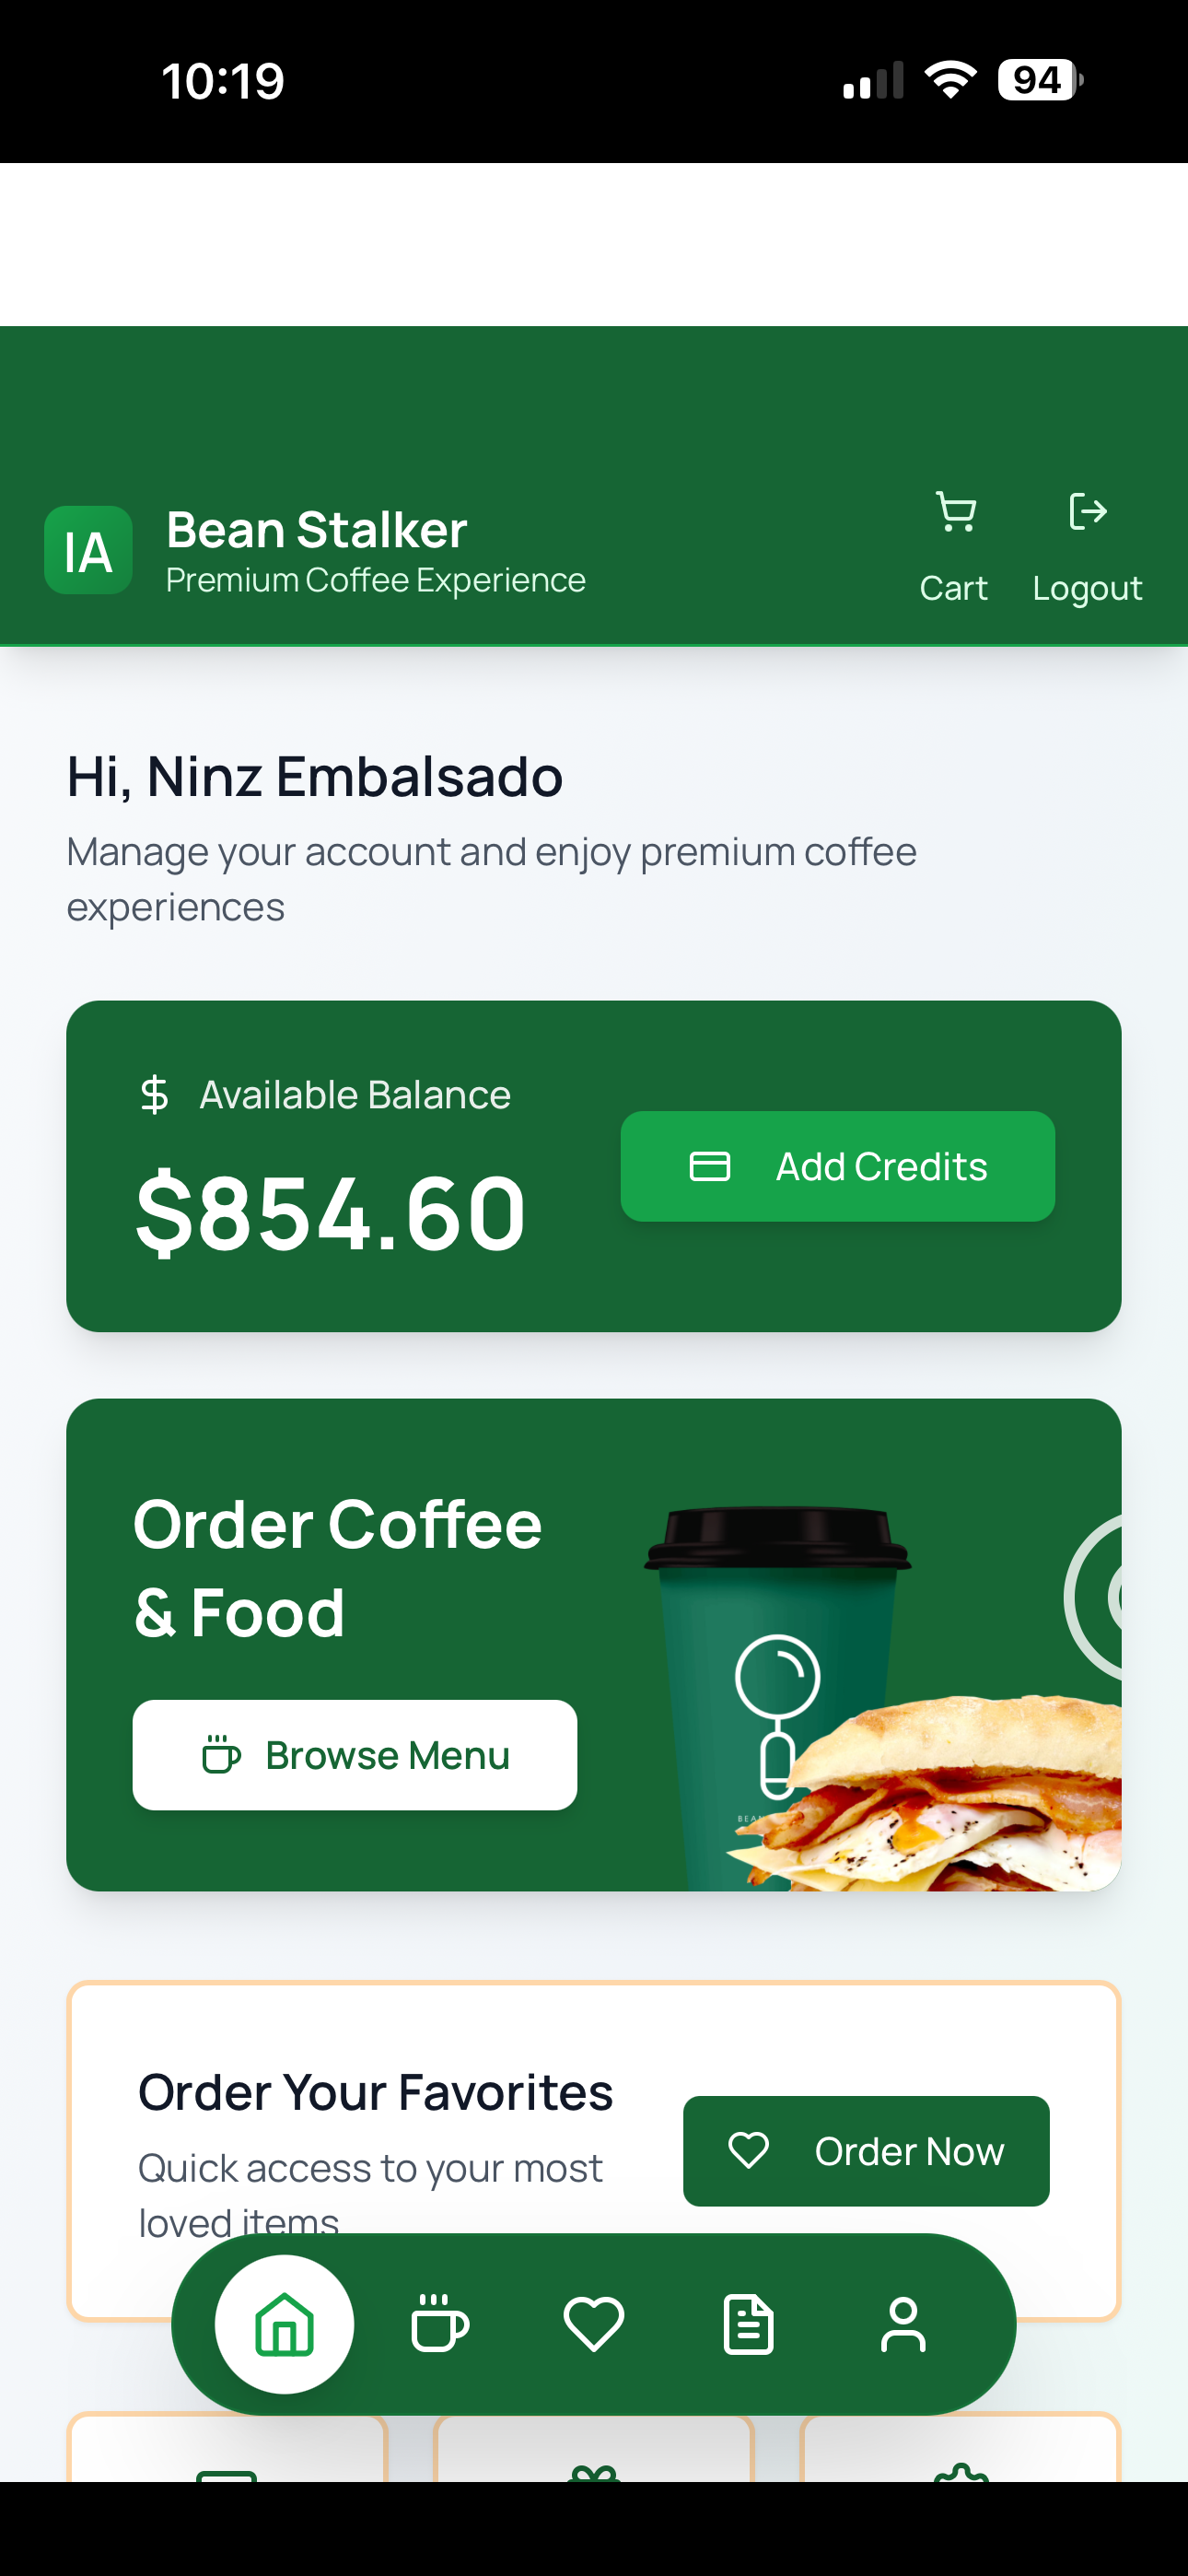 10:19
94
IA
Bean Stalker
Premium Coffee Experience
Cart
Logout
Hi, Ninz Embalsado
Manage your account and enjoy premium coffee
experiences
$ Available Balance
$854.60
Add Credits
Order Coffee
& Food
Browse Menu
BEAN
Order Your Favorites
Quick access to your most
loved items
Order Now